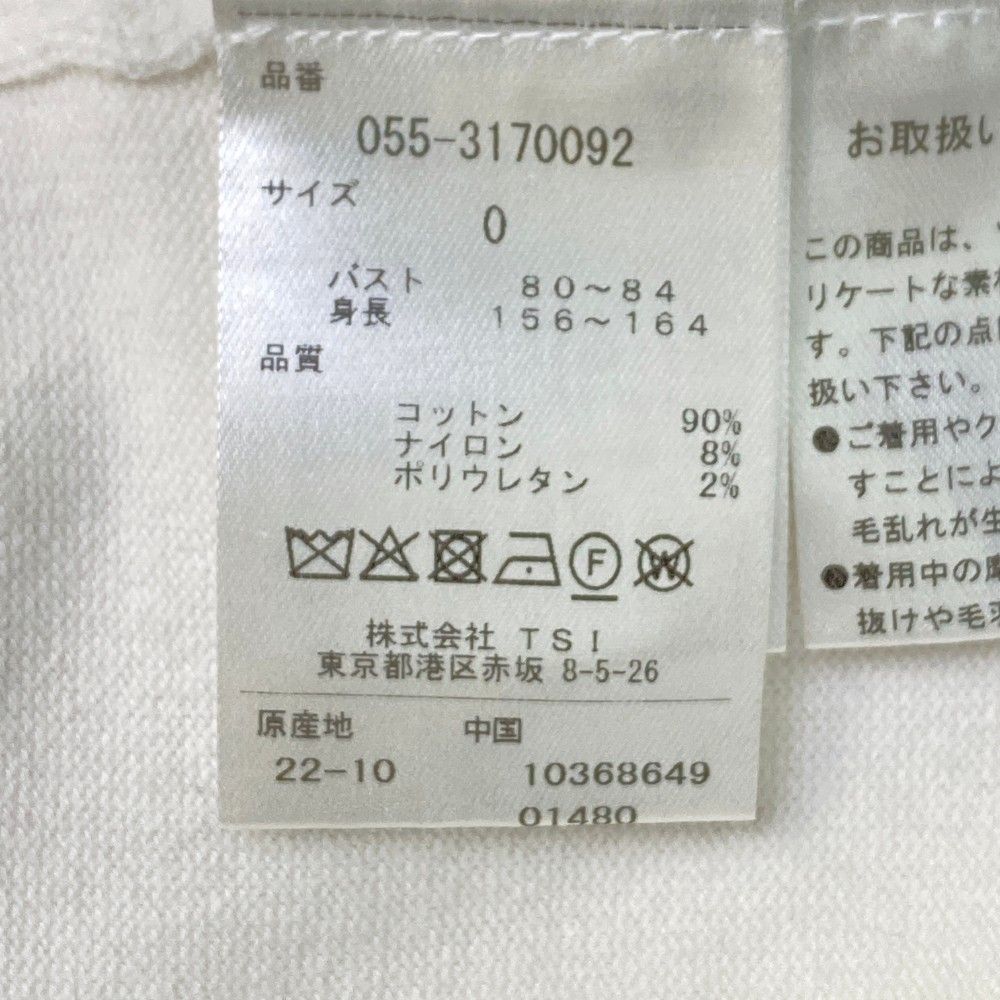 品番
055-3170092
サイズ
0
バスト 80～84
身長 156～164
品質
コットン 90%
ナイロン 8%
ポリウレタン 2%
F
W
株式会社 TSI
東京都港区赤坂 8-5-26
原産地 中国
22-10 10368649
01480
お取扱い
この商品は、
リケートな素
す。下記の点
扱い下さい。
●ご着用やク
すことによ
毛乱れが生
●着用中の
抜けや毛羽